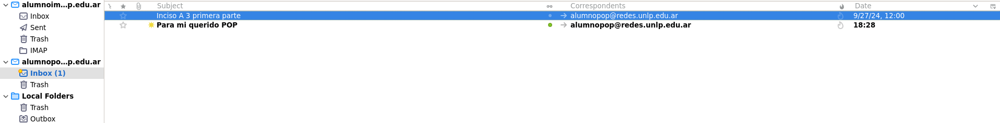 alumnoim…p.edu.ar
Inbox
Sent
Trash
IMAP
alumnopo…p.edu.ar
Inbox (1)
Trash
Local Folders
Trash
Outbox
Subject Correspondents Date
Inciso A 3 primera parte alumnopop@redes.unlp.edu.ar 9/27/24, 12:00
Para mi querido POP alumnopop@redes.unlp.edu.ar 18:28